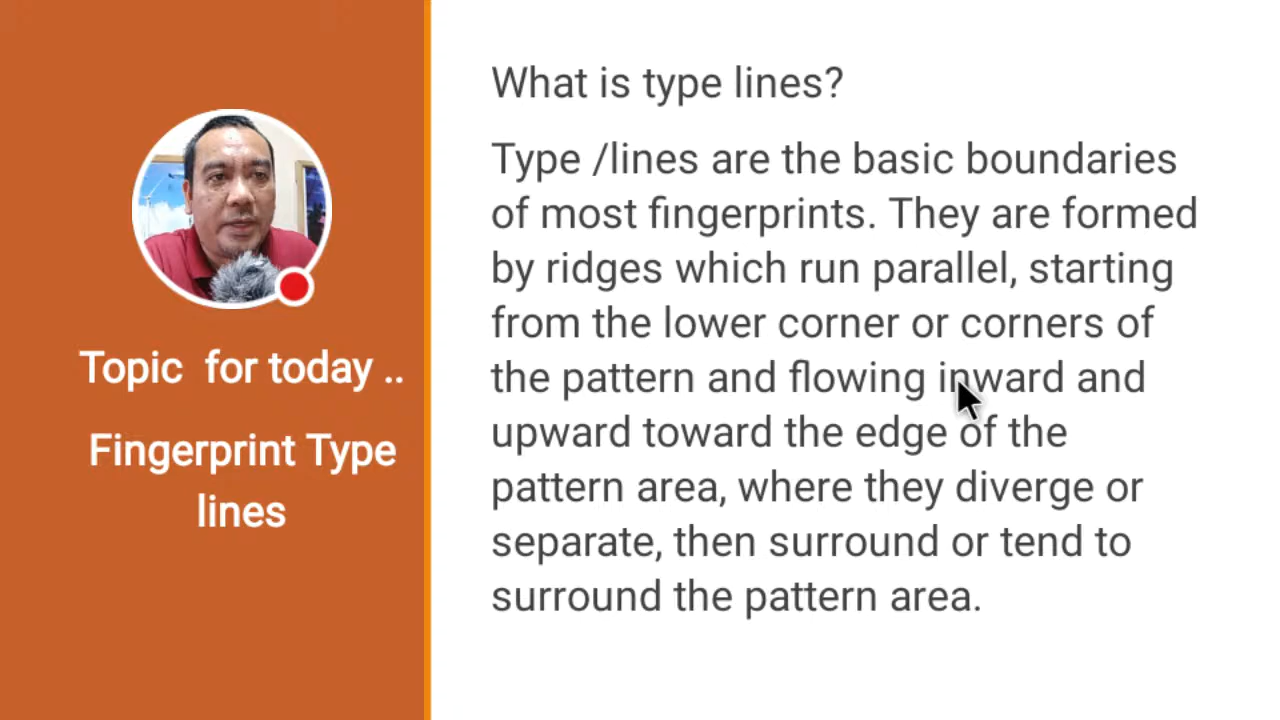 Topic for today ..
Fingerprint Type
lines
What is type lines?
Type /lines are the basic boundaries
of most fingerprints. They are formed
by ridges which run parallel, starting
from the lower corner or corners of
the pattern and flowing inward and
upward toward the edge of the
pattern area, where they diverge or
separate, then surround or tend to
surround the pattern area.